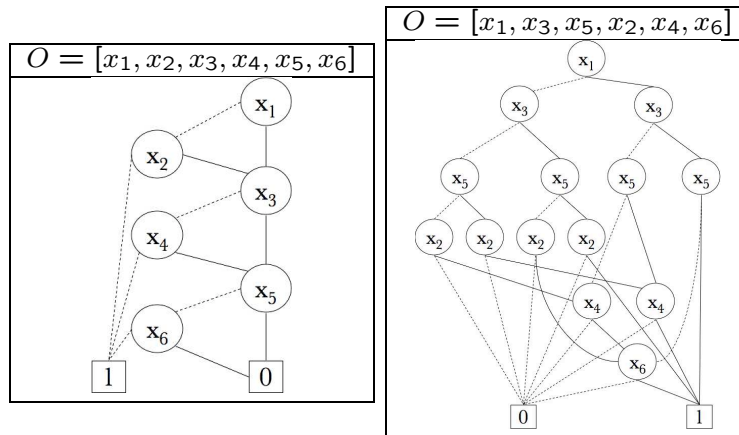 O = [x₁, x₂, x₃, x₄, x₅, x₆]
x₁
x₂
x₃
x₄
x₅
x₆
1 0
O = [x₁, x₃, x₅, x₂, x₄, x₆]
x₁
x₃ x₃
x₅ x₅ x₅ x₅
x₂ x₂ x₂ x₂
x₄ x₄
x₆
0 1